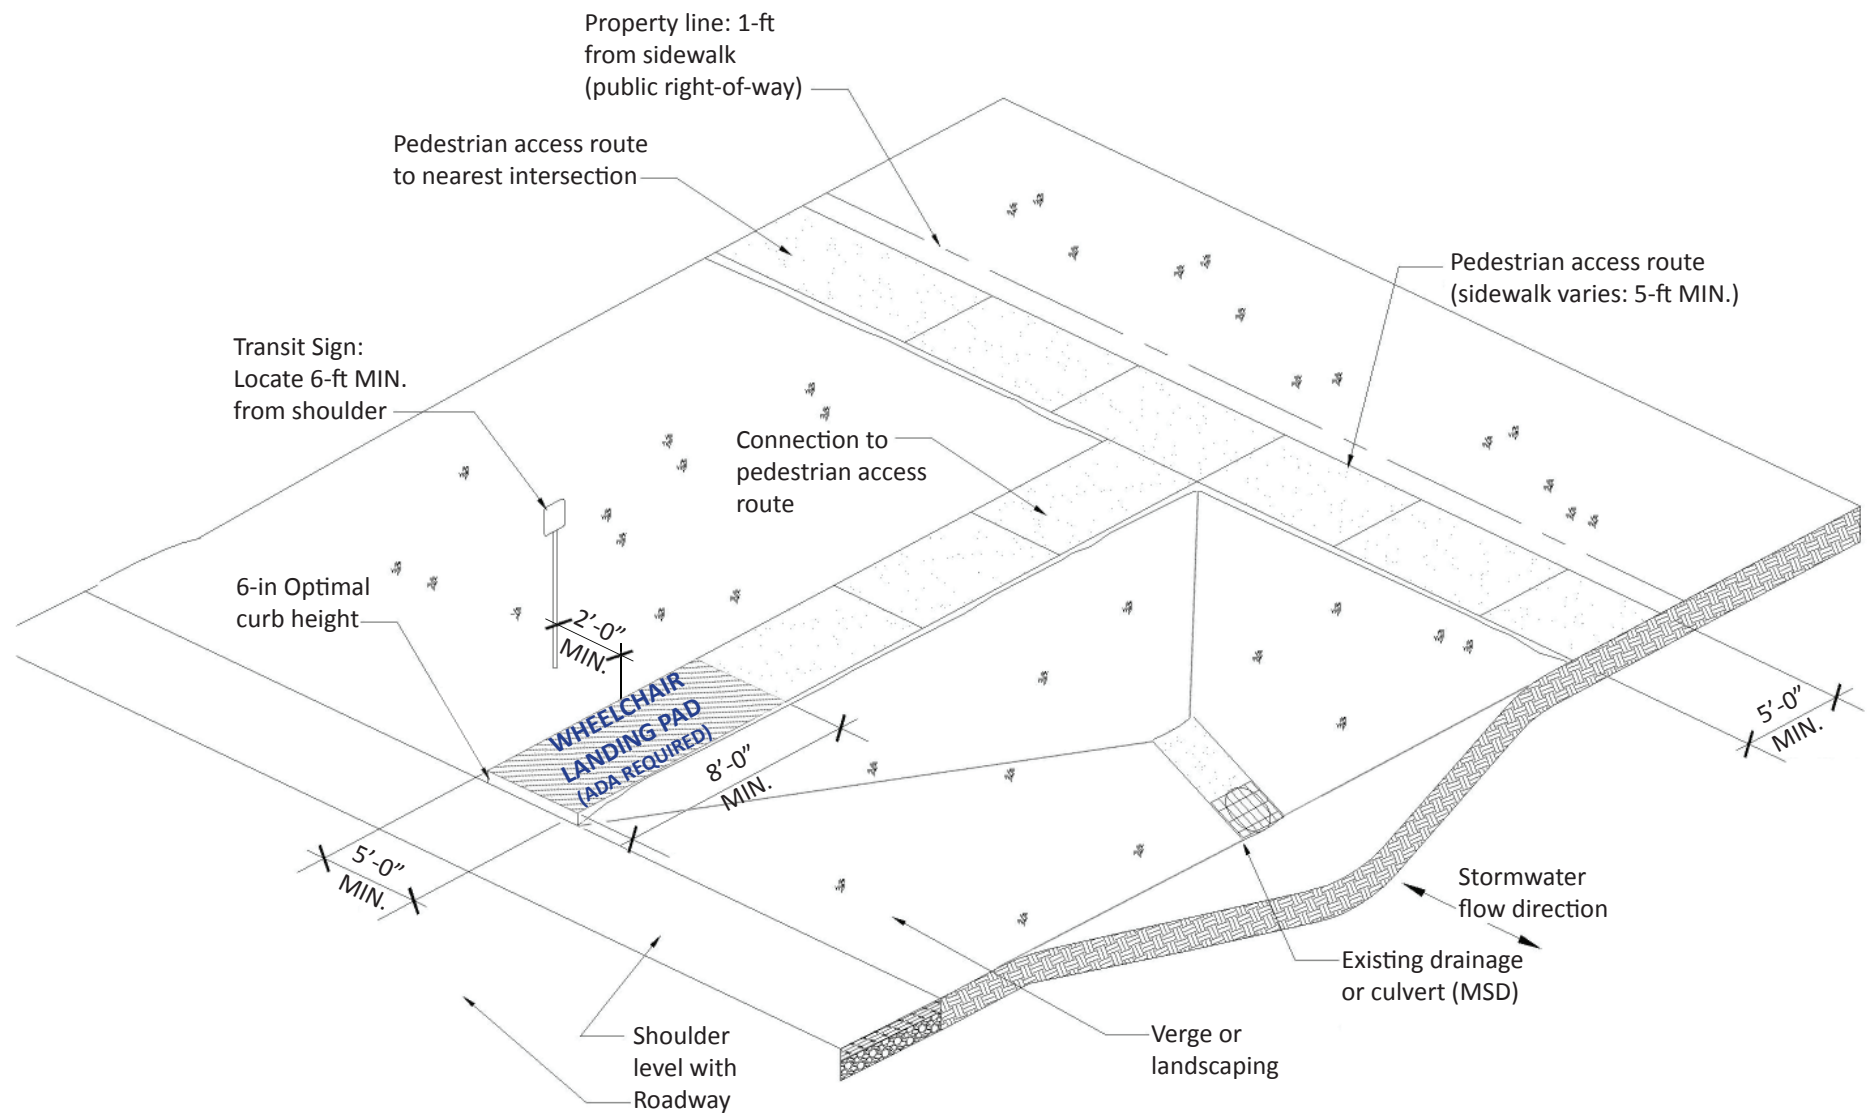 Property line: 1-ft
from sidewalk
(public right-of-way)
Pedestrian access route
to nearest intersection
Pedestrian access route
(sidewalk varies: 5-ft MIN.)
Transit Sign:
Locate 6-ft MIN.
from shoulder
Connection to
pedestrian access
route
6-in Optimal
curb height
2'-0”
MIN.
WHEELCHAIR
LANDING PAD
(ADA REQUIRED)
8'-0”
MIN.
5'-0”
MIN.
5'-0”
MIN.
Stormwater
flow direction
Existing drainage
or culvert (MSD)
Verge or
landscaping
Shoulder
level with
Roadway